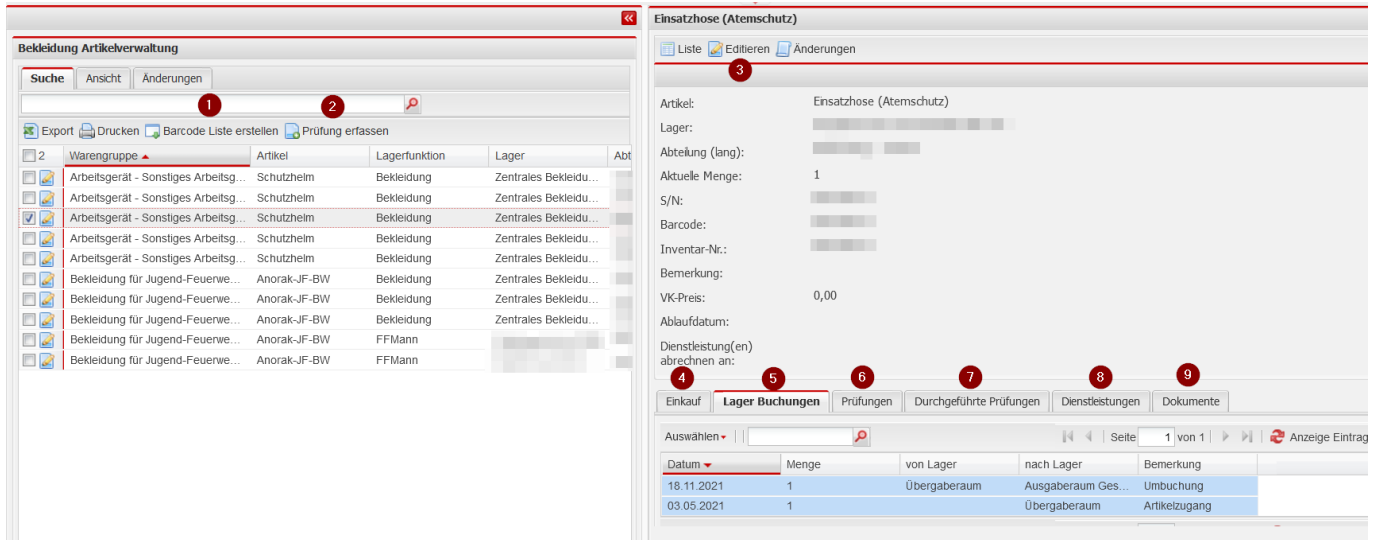 Bekleidung Artikelverwaltung
Suche Ansicht Änderungen
1 2
Export Drucken Barcode Liste erstellen Prüfung erfassen
2 Warengruppe Artikel Lagerfunktion Lager Abt
Arbeitsgerät - Sonstiges Arbeitsg... Schutzhelm Bekleidung Zentrales Bekleidu...
Arbeitsgerät - Sonstiges Arbeitsg... Schutzhelm Bekleidung Zentrales Bekleidu...
Arbeitsgerät - Sonstiges Arbeitsg... Schutzhelm Bekleidung Zentrales Bekleidu...
Arbeitsgerät - Sonstiges Arbeitsg... Schutzhelm Bekleidung Zentrales Bekleidu...
Arbeitsgerät - Sonstiges Arbeitsg... Schutzhelm Bekleidung Zentrales Bekleidu...
Bekleidung für Jugend-Feuerwe... Anorak-JF-BW Bekleidung Zentrales Bekleidu...
Bekleidung für Jugend-Feuerwe... Anorak-JF-BW Bekleidung Zentrales Bekleidu...
Bekleidung für Jugend-Feuerwe... Anorak-JF-BW Bekleidung Zentrales Bekleidu...
Bekleidung für Jugend-Feuerwe... Anorak-JF-BW FFMann
Bekleidung für Jugend-Feuerwe... Anorak-JF-BW FFMann
Einsatzhose (Atemschutz)
Liste Editieren Änderungen
3
Artikel: Einsatzhose (Atemschutz)
Lager:
Abteilung (lang):
Aktuelle Menge: 1
S/N:
Barcode:
Inventar-Nr.:
Bemerkung:
VK-Preis: 0,00
Ablaufdatum:
Dienstleistung(en)
abrechnen an:
4 5 6 7 8 9
Einkauf Lager Buchungen Prüfungen Durchgeführte Prüfungen Dienstleistungen Dokumente
Auswählen Seite 1 von 1 Anzeige Eintrag
Datum Menge von Lager nach Lager Bemerkung
18.11.2021 1 Übergaberaum Ausgaberaum Ges... Umbuchung
03.05.2021 1 Übergaberaum Artikelzugang